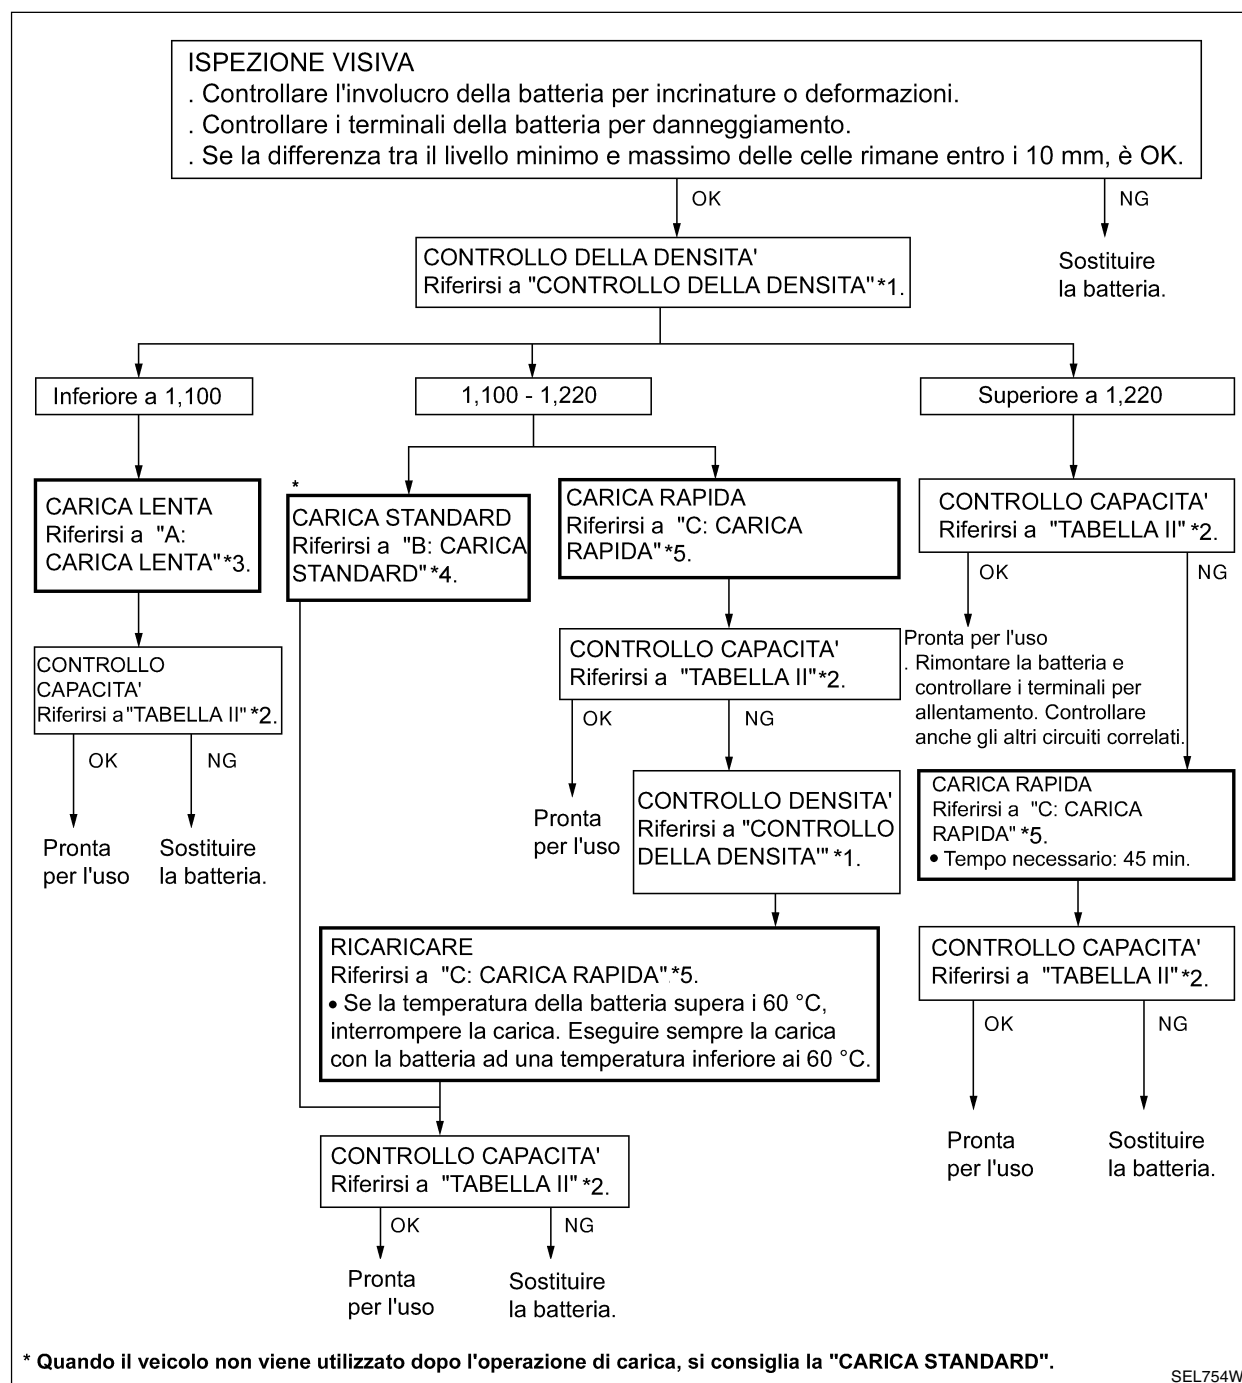 ISPEZIONE VISIVA
. Controllare l'involucro della batteria per incrinature o deformazioni.
. Controllare i terminali della batteria per danneggiamento.
. Se la differenza tra il livello minimo e massimo delle celle rimane entro i 10 mm, è OK.
OK
NG
CONTROLLO DELLA DENSITA'
Riferirsi a "CONTROLLO DELLA DENSITA" *1.
Sostituire
la batteria.
Inferiore a 1,100
1,100 - 1,220
Superiore a 1,220
CARICA LENTA
Riferirsi a "A:
CARICA LENTA" *3.
*
CARICA STANDARD
Riferirsi a "B: CARICA
STANDARD" *4.
CARICA RAPIDA
Riferirsi a "C: CARICA
RAPIDA" *5.
CONTROLLO CAPACITA'
Riferirsi a "TABELLA II" *2.
OK
NG
CONTROLLO
CAPACITA'
Riferirsi a "TABELLA II" *2.
OK
NG
Pronta
per l'uso
Sostituire
la batteria.
CONTROLLO CAPACITA'
Riferirsi a "TABELLA II" *2.
OK
NG
Pronta
per l'uso
CONTROLLO DENSITA'
Riferirsi a "CONTROLLO
DELLA DENSITA'" *1.
Pronta per l'uso
. Rimontare la batteria e
controllare i terminali per
allentamento. Controllare
anche gli altri circuiti correlati.
CARICA RAPIDA
Riferirsi a "C: CARICA
RAPIDA" *5.
• Tempo necessario: 45 min.
RICARICARE
Riferirsi a "C: CARICA RAPIDA" *5.
• Se la temperatura della batteria supera i 60 °C,
interrompere la carica. Eseguire sempre la carica
con la batteria ad una temperatura inferiore ai 60 °C.
CONTROLLO CAPACITA'
Riferirsi a "TABELLA II" *2.
OK
NG
Pronta
per l'uso
Sostituire
la batteria.
CONTROLLO CAPACITA'
Riferirsi a "TABELLA II" *2.
OK
NG
Pronta
per l'uso
Sostituire
la batteria.
* Quando il veicolo non viene utilizzato dopo l'operazione di carica, si consiglia la "CARICA STANDARD".
SEL754W